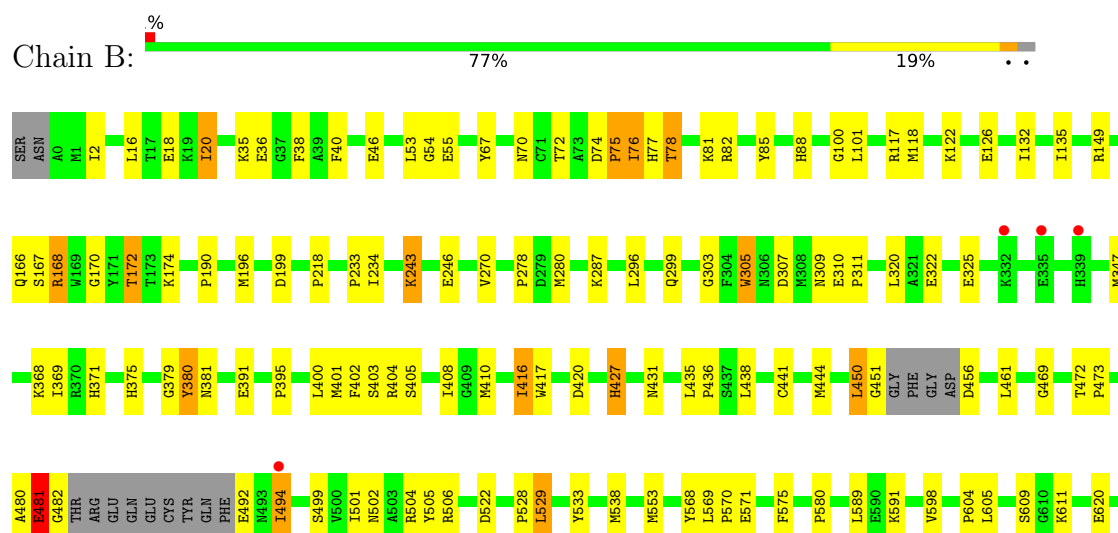 .%
Chain B:
77% 19% . .
SER ASN A0 M1 I2 L16 T17 E18 K19 I20 K35 E36 G37 F38 A39 F40 E46 L53 G54 E55 Y67 N70 C71 T72 A73 D74 P75 I76 H77 T78 K81 R82 Y85 H88 G100 L101 R117 M118 K122 E126 I132 I135 R149
Q166 S167 R168 W169 G170 Y171 T172 T173 K174 P190 M196 D199 P218 P233 I234 K243 E246 V270 P278 D279 M280 K287 L296 Q299 G303 F304 W305 N306 D307 M308 N309 E310 P311 L320 A321 E322 E325 K332 E335 H339 M347
K368 I369 R370 H371 H375 G379 Y380 N381 E391 P395 L400 M401 F402 S403 R404 S405 I408 G409 M410 I416 W417 D420 H427 N431 L435 P436 S437 L438 C441 M444 L450 G451 GLY PHE GLY ASP D456 L461 G469 T472 P473
A480 E481 G482 THR ARG GLU GLN GLU CYS TYR GLN PHE E492 N493 I494 S499 V500 I501 N502 A503 R504 Y505 R506 D522 P528 L529 Y533 M538 M553 Y568 L569 P570 E571 F575 P580 L589 E590 K591 V598 P604 L605 S609 G610 K611 E620